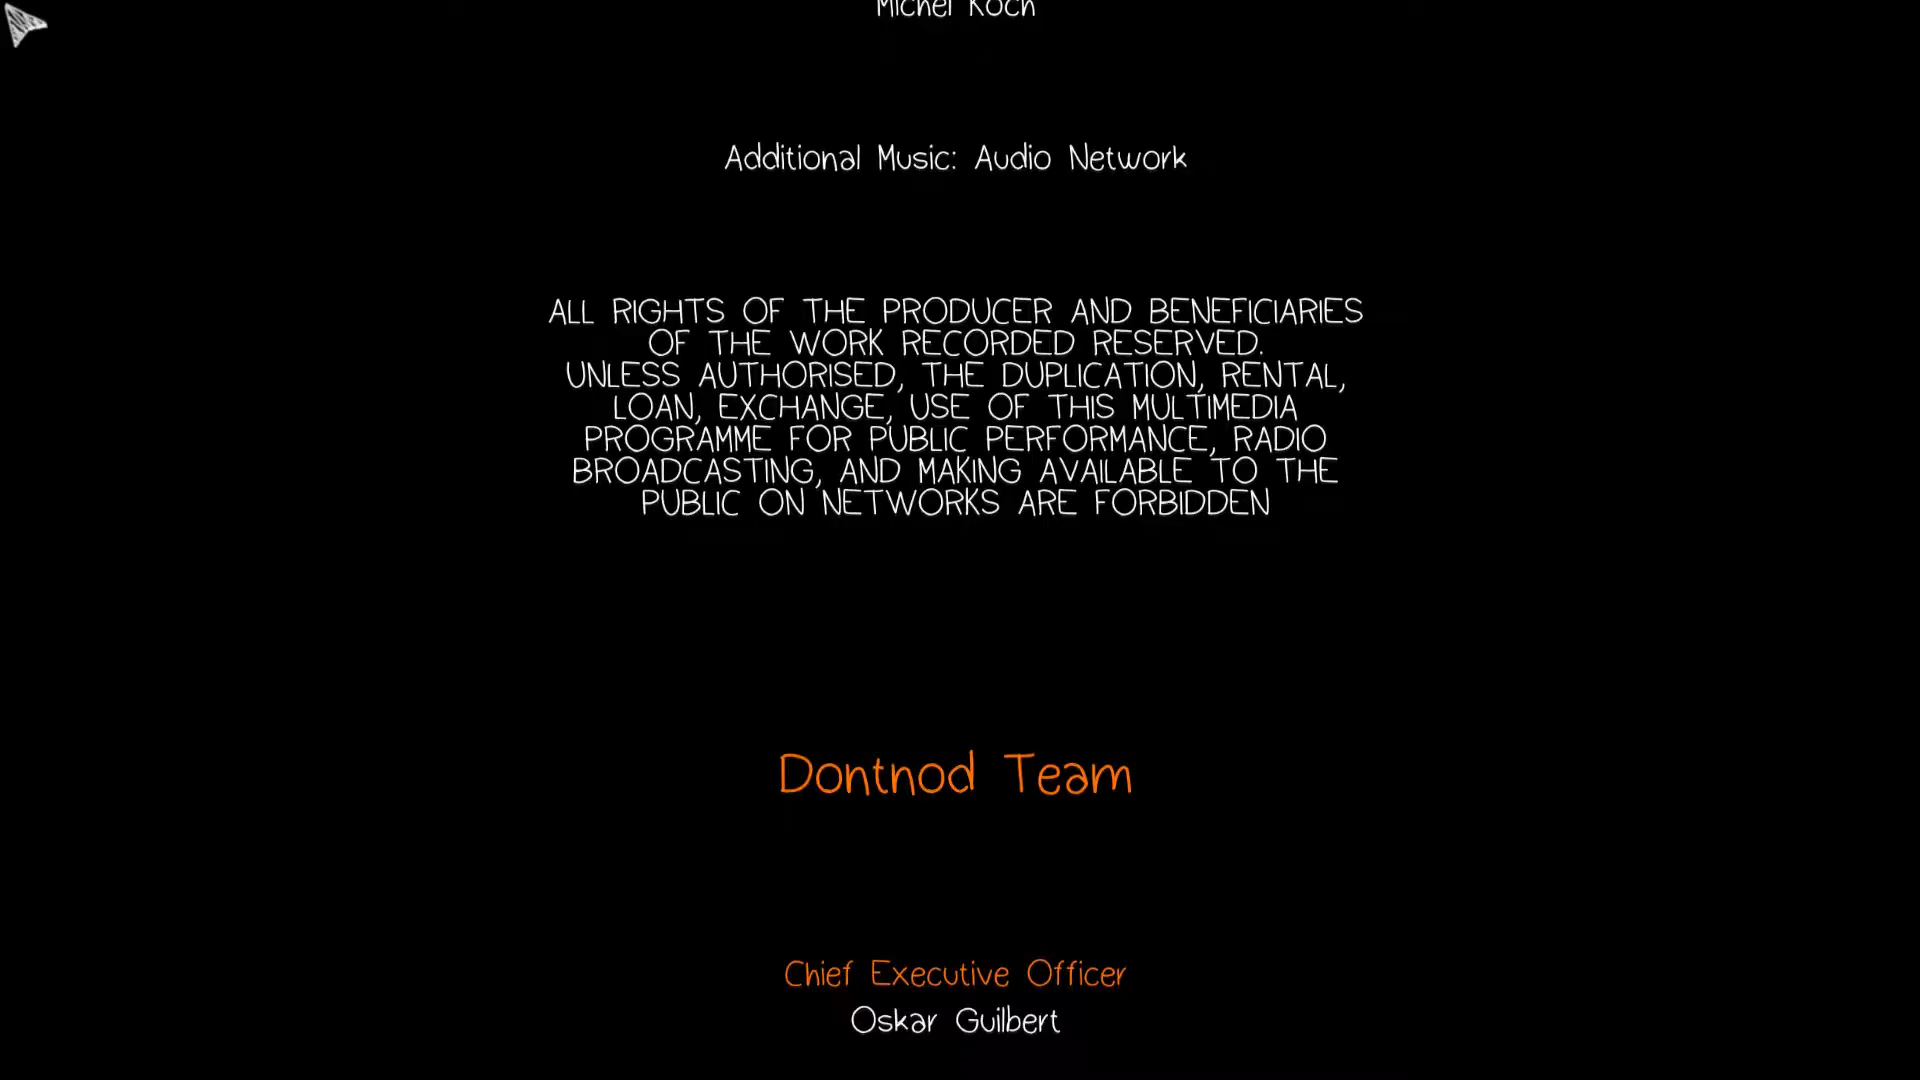 Michel Koch
Additional Music: Audio Network
ALL RIGHTS OF THE PRODUCER AND BENEFICIARIES
OF THE WORK RECORDED RESERVED.
UNLESS AUTHORISED, THE DUPLICATION, RENTAL,
LOAN, EXCHANGE, USE OF THIS MULTIMEDIA
PROGRAMME FOR PUBLIC PERFORMANCE, RADIO
BROADCASTING, AND MAKING AVAILABLE TO THE
PUBLIC ON NETWORKS ARE FORBIDDEN
Dontnod Team
Chief Executive Officer
Oskar Guilbert